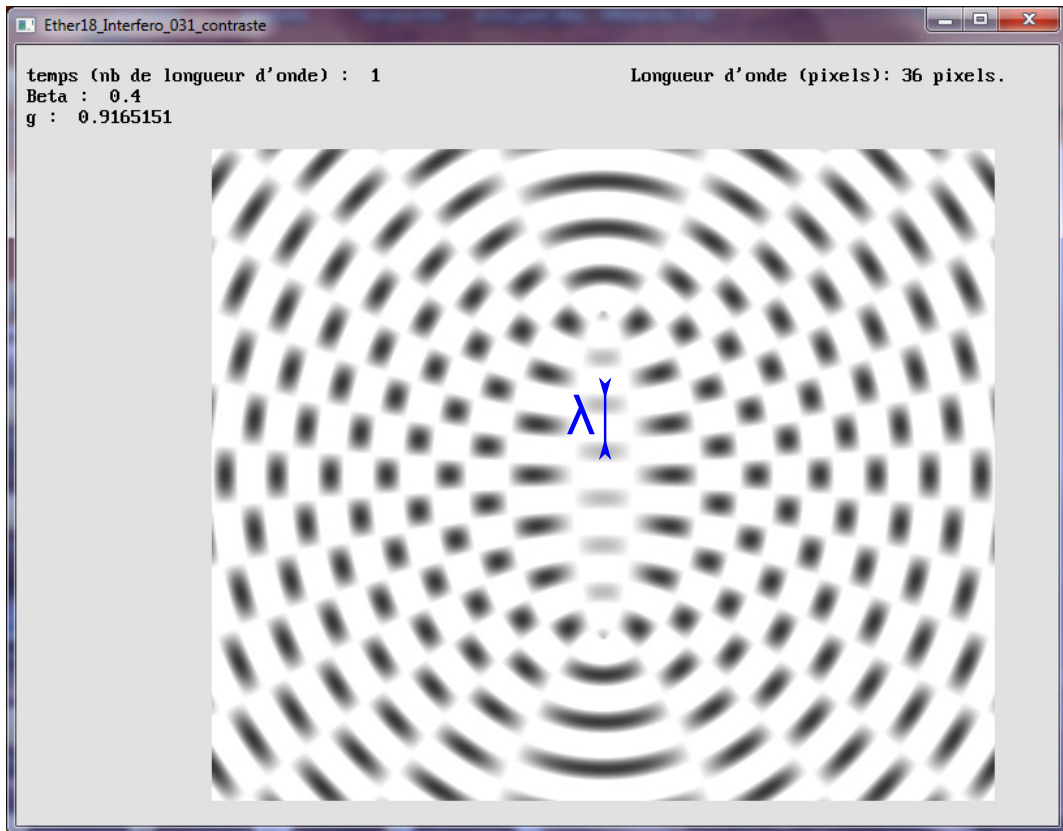 Ether18_Interfero_031_contraste
temps (nb de longueur d'onde) :  1
Longueur d'onde (pixels): 36 pixels.
Beta :  0.4
g :  0.9165151
λ